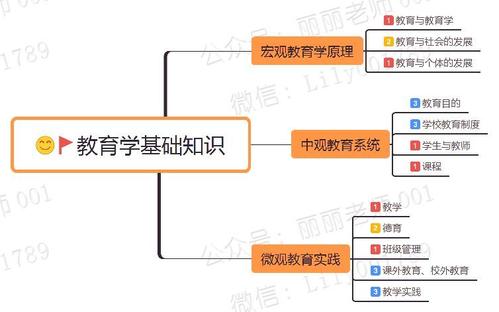 教育学基础知识
宏观教育学原理
1 教育与教育学
2 教育与社会的发展
1 教育与个体的发展
中观教育系统
3 教育目的
3 学校教育制度
1 学生与教师
1 课程
微观教育实践
1 教学
2 德育
1 班级管理
3 课外教育、校外教育
3 教学实践
公众号：丽丽老师001
微信：Lily001789
公众号：丽丽老师001
微信：Lily001789
师001
1789
师001
1789